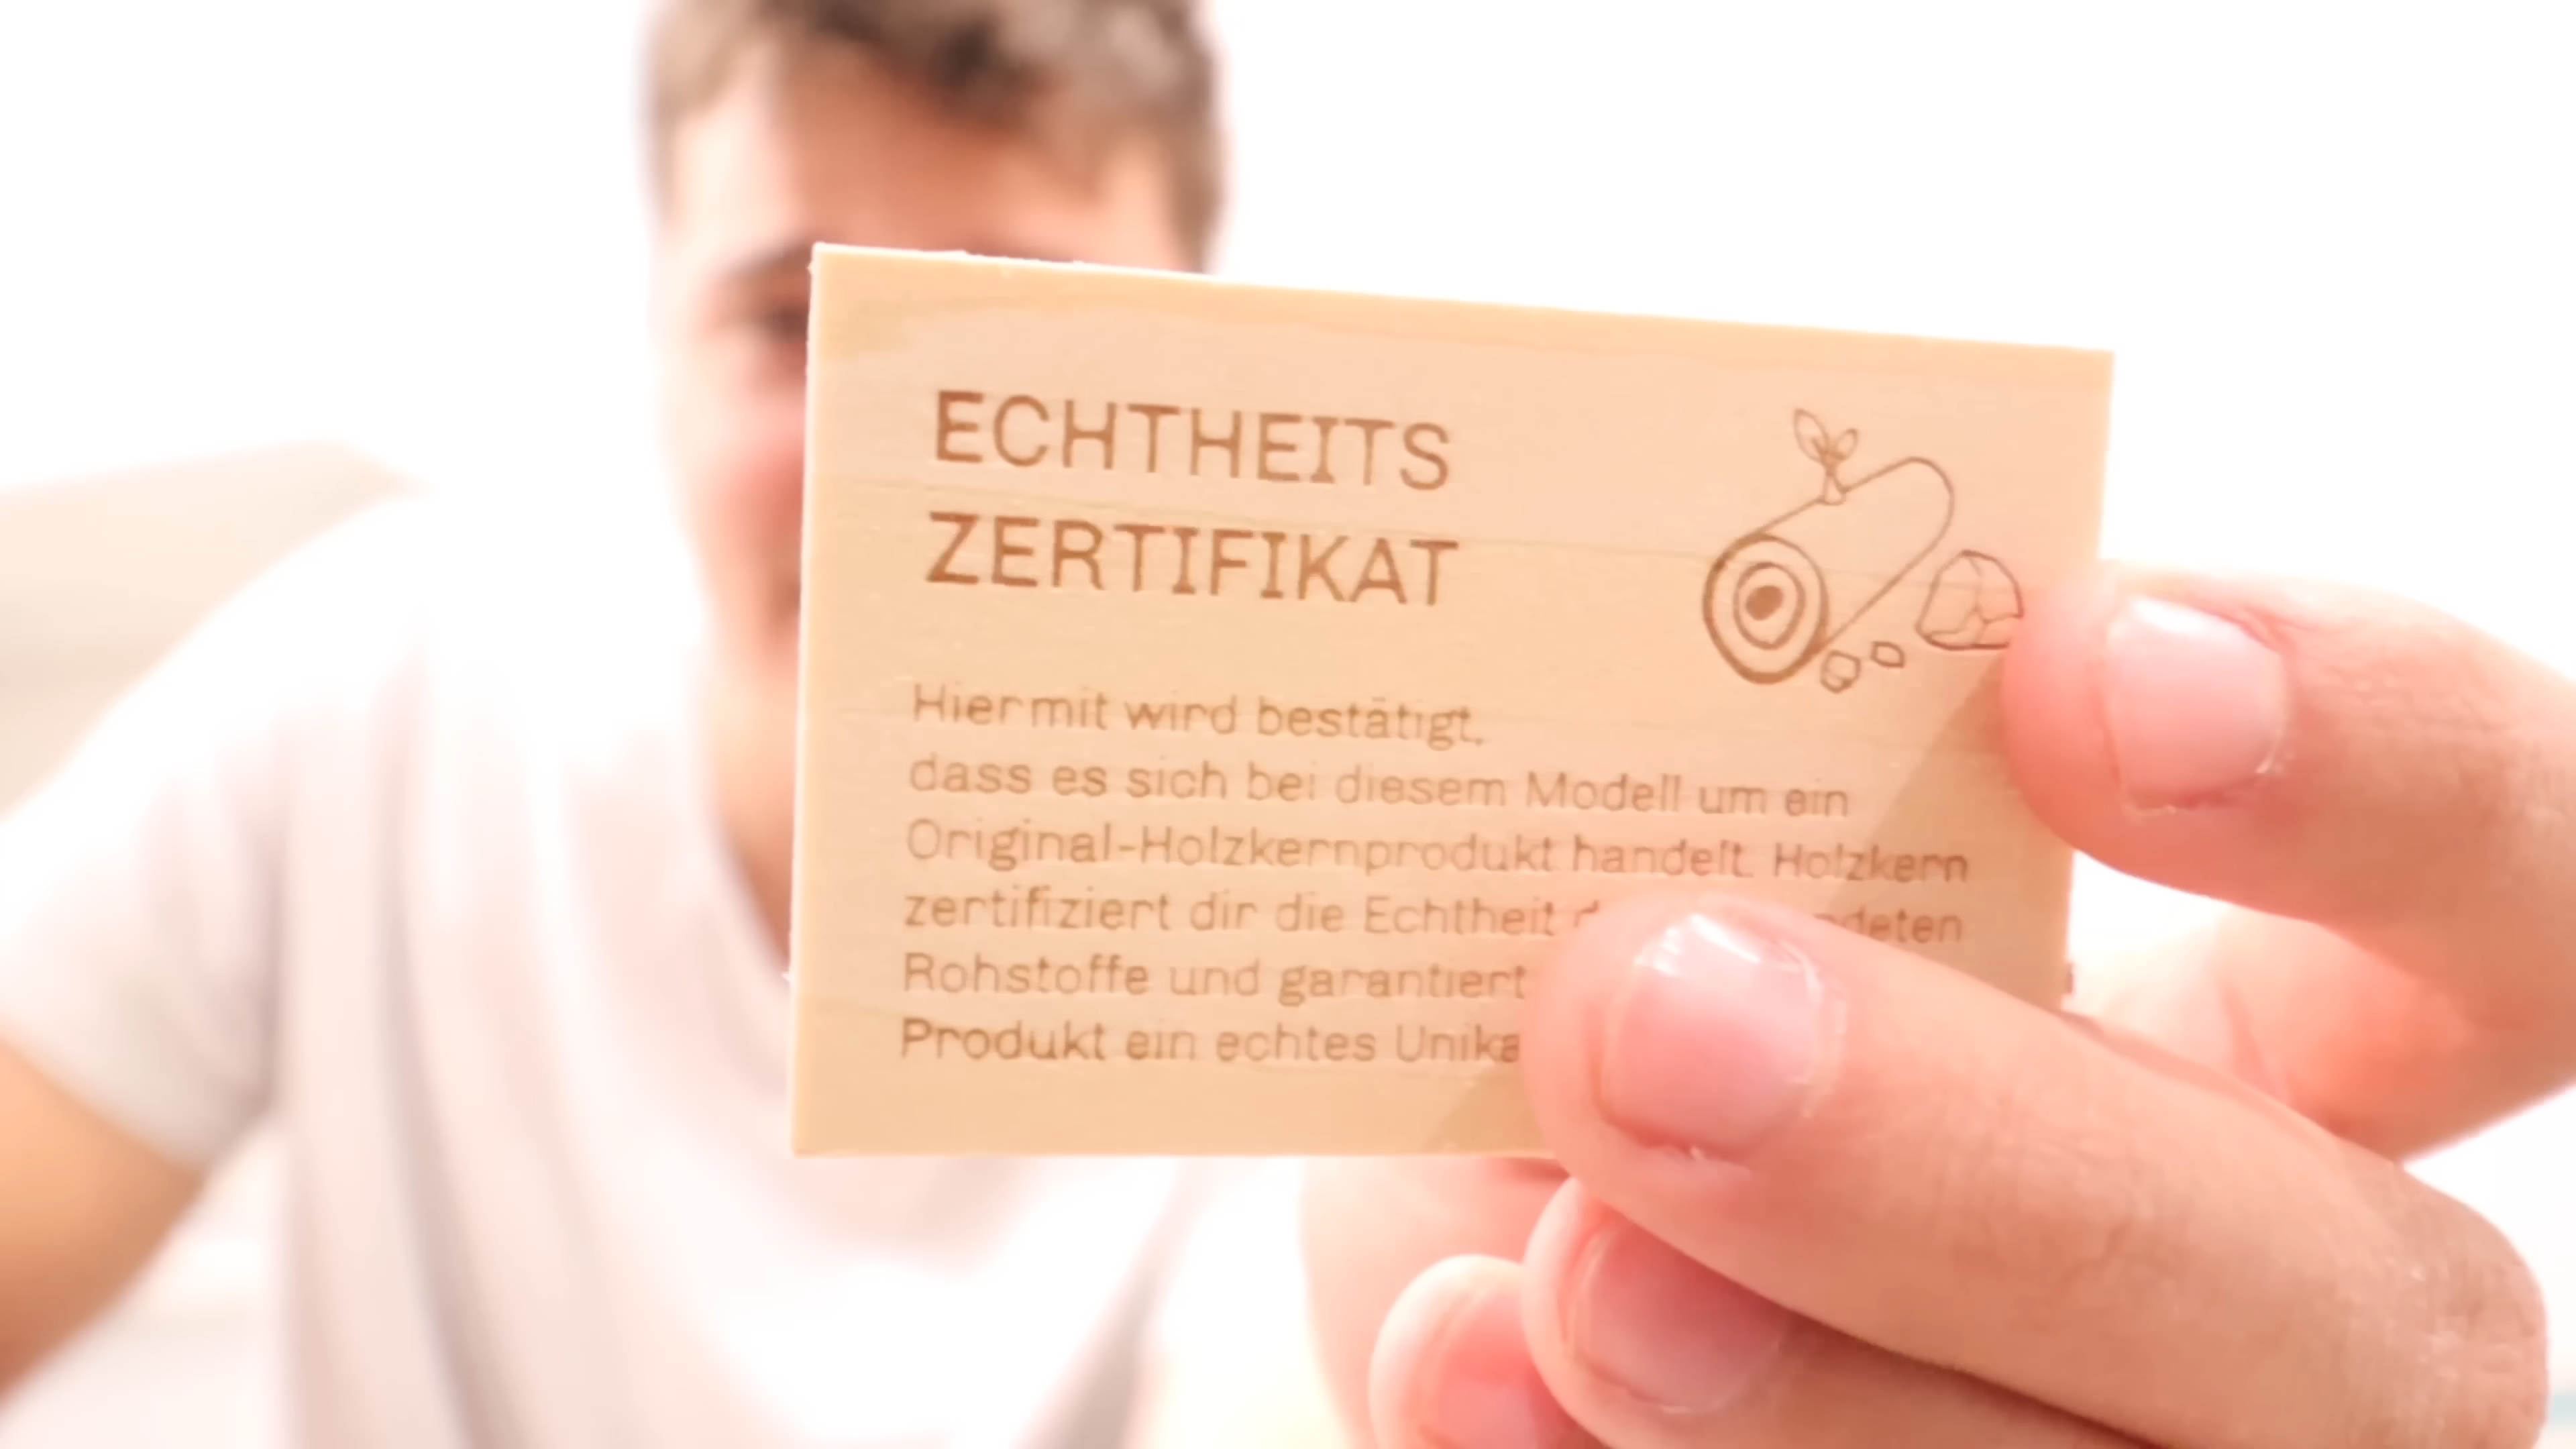 ECHTHEITS
ZERTIFIKAT
Hiermit wird bestätigt,
dass es sich bei diesem Modell um ein
Original-Holzkernprodukt handelt. Holzkern
zertifiziert dir die Echtheit
Rohstoffe und garantiert
Produkt ein echtes